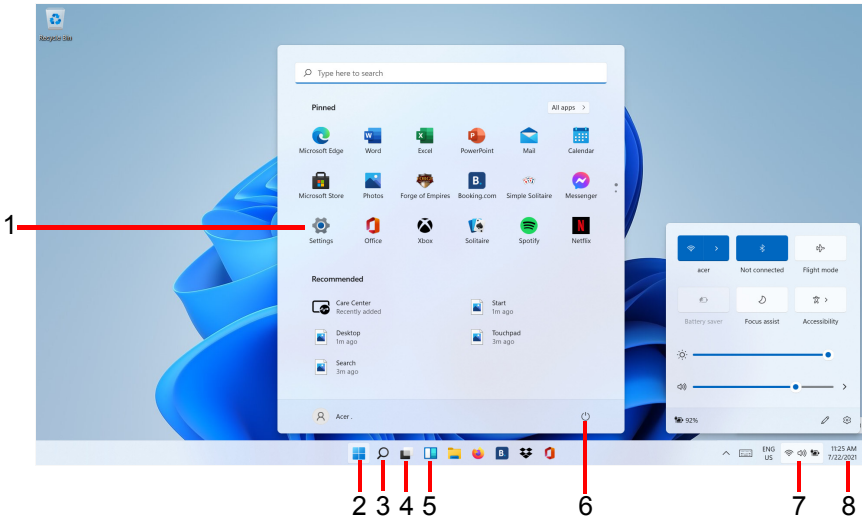 Recycle Bin
Type here to search
Pinned
All apps >
Microsoft Edge
Word
Excel
PowerPoint
Mail
Calendar
Microsoft Store
Photos
Forge of Empires
Booking.com
Simple Solitaire
Messenger
1
Settings
Office
Xbox
Solitaire
Spotify
Netflix
Recommended
Care Center
Recently added
Start
1m ago
Desktop
1m ago
Touchpad
3m ago
Search
3m ago
Acer .
acer
Not connected
Flight mode
Battery saver
Focus assist
Accessibility
92%
B.
ENG
US
11:25 AM
7/22/2021
2
3
4
5
6
7
8